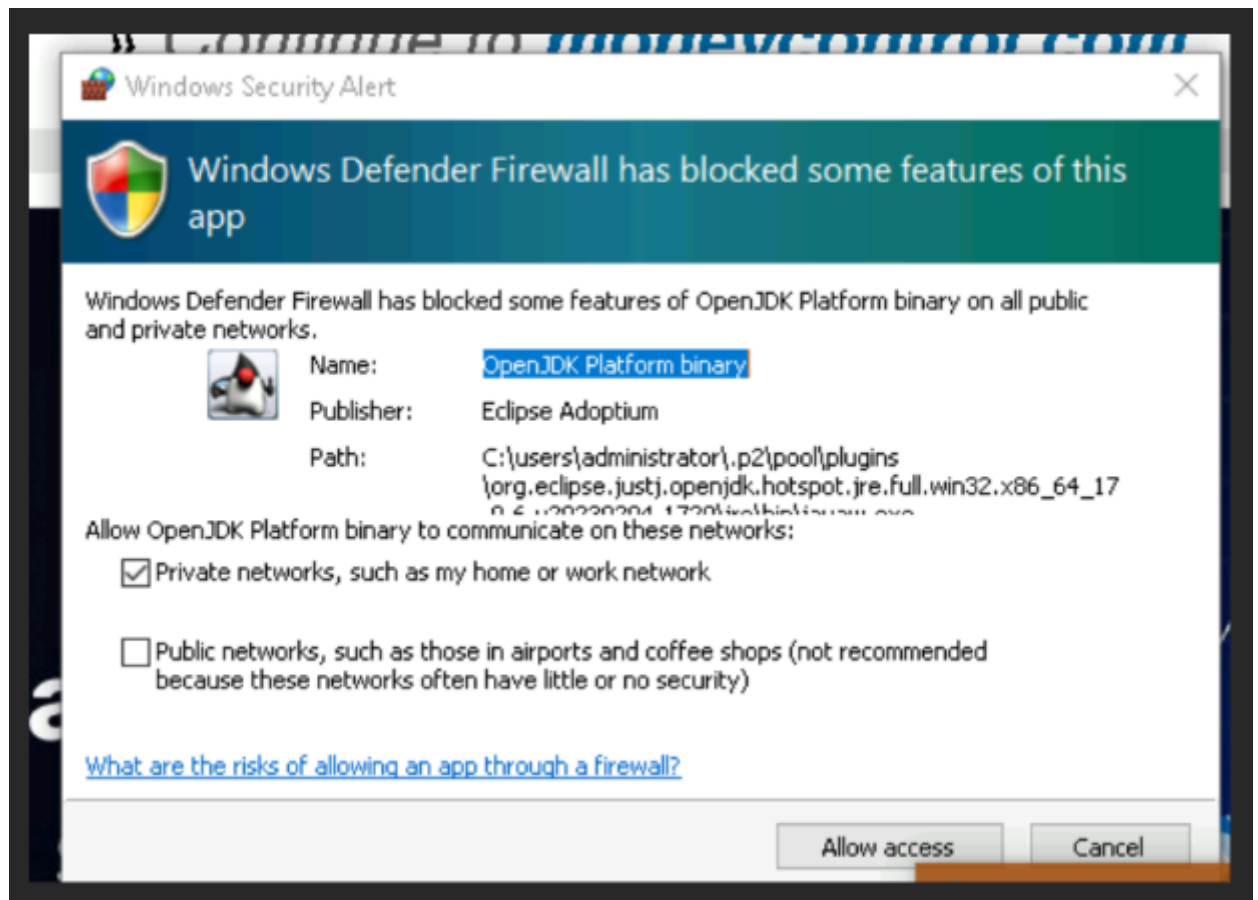 » Continue to moneycontrol.com
Windows Security Alert
Windows Defender Firewall has blocked some features of this
app
Windows Defender Firewall has blocked some features of OpenJDK Platform binary on all public
and private networks.
Name: OpenJDK Platform binary
Publisher: Eclipse Adoptium
Path: C:\users\administrator\.p2\pool\plugins
\org.eclipse.justj.openjdk.hotspot.jre.full.win32.x86_64_17
Allow OpenJDK Platform binary to communicate on these networks:
Private networks, such as my home or work network
Public networks, such as those in airports and coffee shops (not recommended
because these networks often have little or no security)
What are the risks of allowing an app through a firewall?
Allow access Cancel